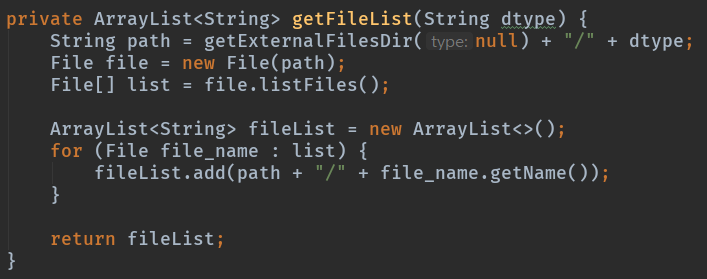 private ArrayList<String> getFileList(String dtype) {
    String path = getExternalFilesDir( type: null) + "/" + dtype;
    File file = new File(path);
    File[] list = file.listFiles();

    ArrayList<String> fileList = new ArrayList<>();
    for (File file_name : list) {
        fileList.add(path + "/" + file_name.getName());
    }

    return fileList;
}